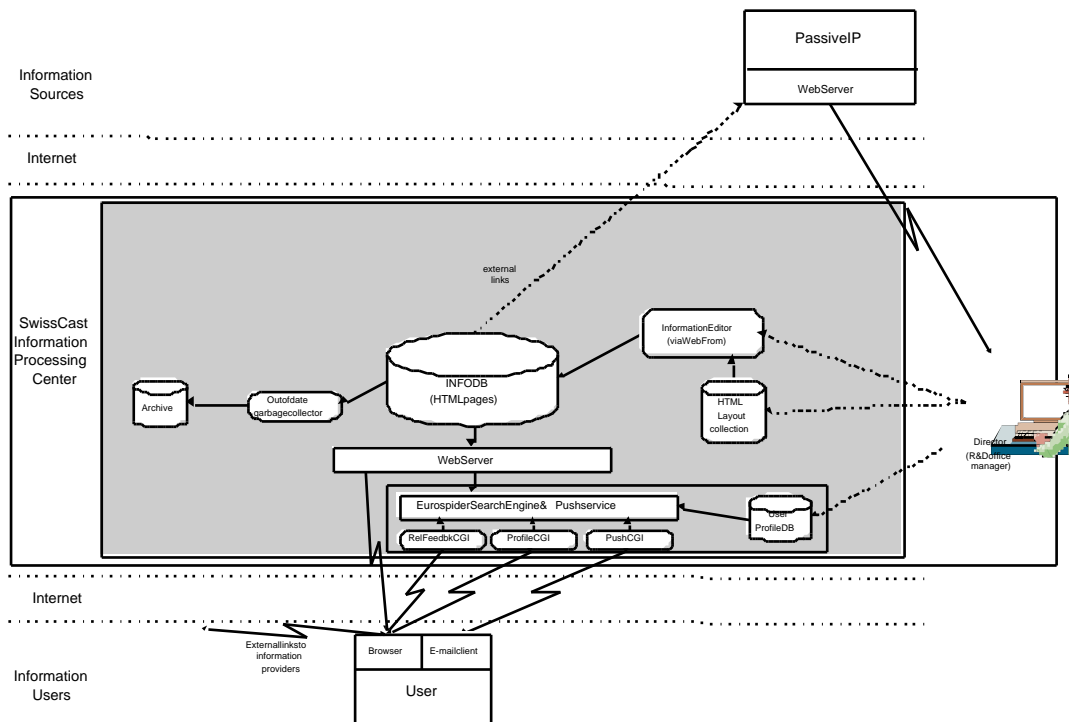 PassiveIP
WebServer
Information
Sources
Internet
external
links
SwissCast
Information
Processing
Center
InformationEditor
(viaWebFrom)
INFODB
(HTMLpages)
Archive
Outofdate
garbagecollector
HTML
Layout
collection
Director
(R&Doffice
manager)
WebServer
EurospiderSearchEngine& Pushservice
User
ProfileDB
RelFeedbkCGI
ProfileCGI
PushCGI
Internet
Externallinksto
information
providers
Browser
E-mailclient
User
Information
Users